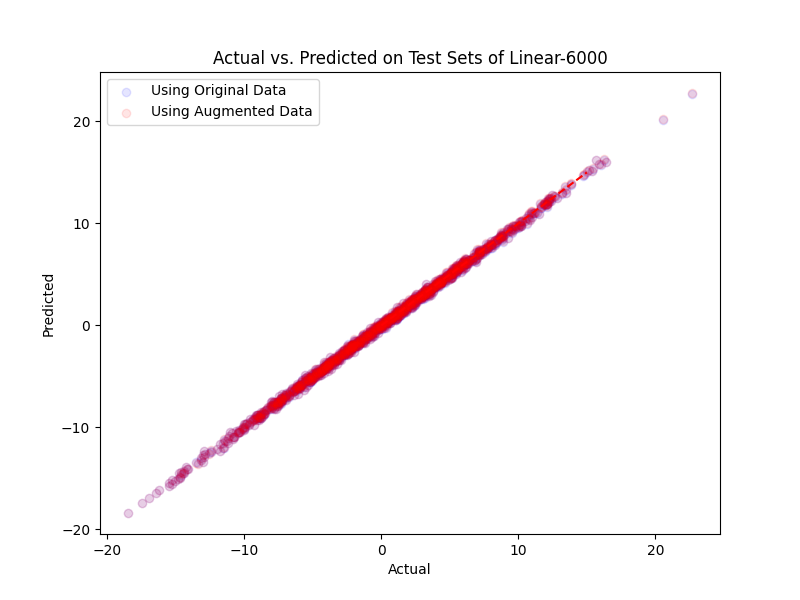 Actual vs. Predicted on Test Sets of Linear-6000
Using Original Data
Using Augmented Data
20
10
0
−10
−20
Predicted
−20
−10
0
10
20
Actual